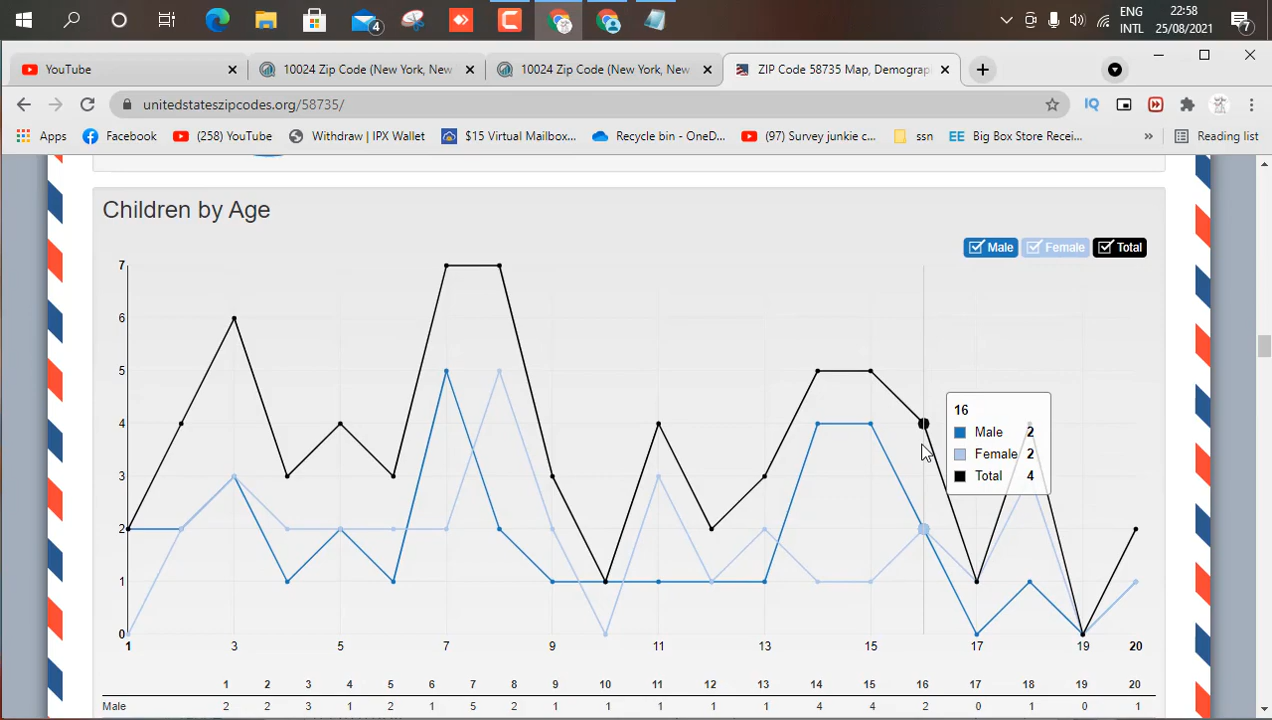 4
ENG
INTL
22:58
25/08/2021
7
YouTube
10024 Zip Code (New York, New
10024 Zip Code (New York, New
ZIP Code 58735 Map, Demograp
unitedstateszipcodes.org/58735/
IQ
Apps
Facebook
(258) YouTube
Withdraw | IPX Wallet
$15 Virtual Mailbox...
Recycle bin - OneD...
(97) Survey junkie c...
ssn
EE Big Box Store Recei...
»
Reading list
Children by Age
Male Female Total
7
6
5
4
3
2
1
0
16
Male 2
Female 2
Total 4
1 3 5 7 9 11 13 15 17 19 20
1 2 3 4 5 6 7 8 9 10 11 12 13 14 15 16 17 18 19 20
Male 2 2 3 1 2 1 5 2 1 1 1 1 1 4 4 2 0 1 0 1